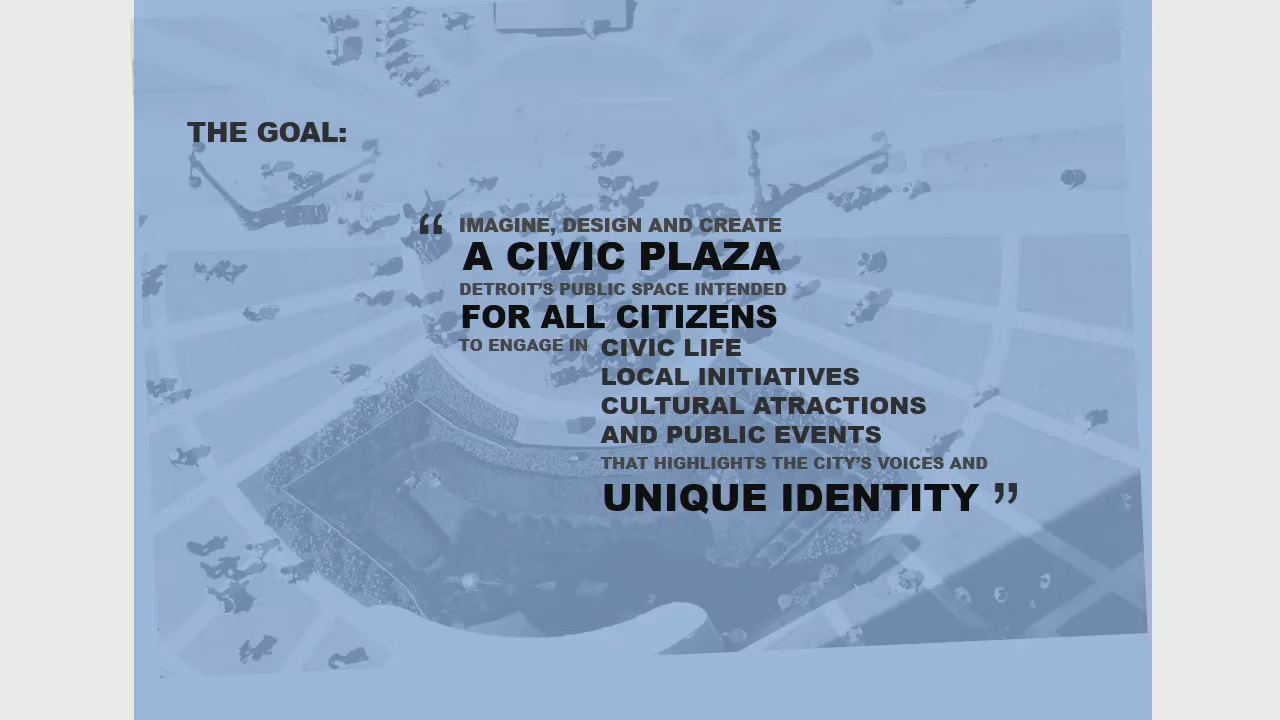 THE GOAL:
“ IMAGINE, DESIGN AND CREATE
A CIVIC PLAZA
DETROIT’S PUBLIC SPACE INTENDED
FOR ALL CITIZENS
TO ENGAGE IN CIVIC LIFE
LOCAL INITIATIVES
CULTURAL ATRACTIONS
AND PUBLIC EVENTS
THAT HIGHLIGHTS THE CITY’S VOICES AND
UNIQUE IDENTITY ”